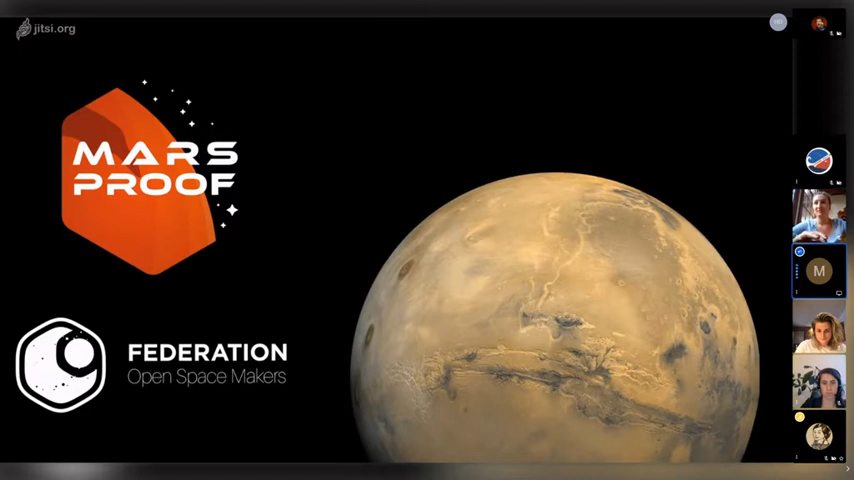 jitsi.org
MARS
PROOF
FEDERATION
Open Space Makers
M